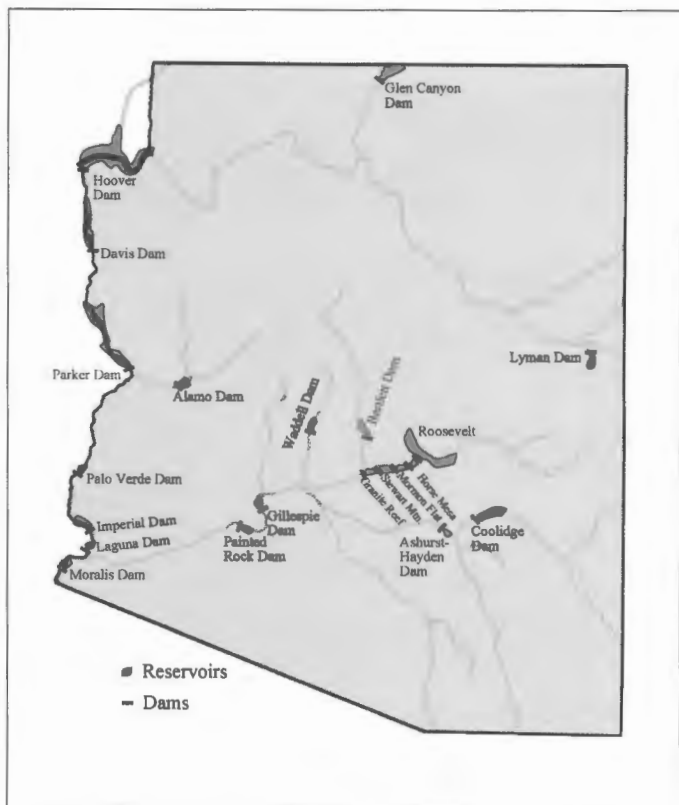 Glen Canyon
Dam
Hoover
Dam
Davis Dam
Parker Dam
Alamo Dam
Waddell Dam
Bartlett Dam
Lyman Dam
Roosevelt
Horse Mesa
Mormon Flat
Stewart Mtn.
Granite Reef
Palo Verde Dam
Imperial Dam
Laguna Dam
Moralis Dam
Gillespie
Dam
Painted
Rock Dam
Ashurst-
Hayden
Dam
Coolidge
Dam
Reservoirs
Dams